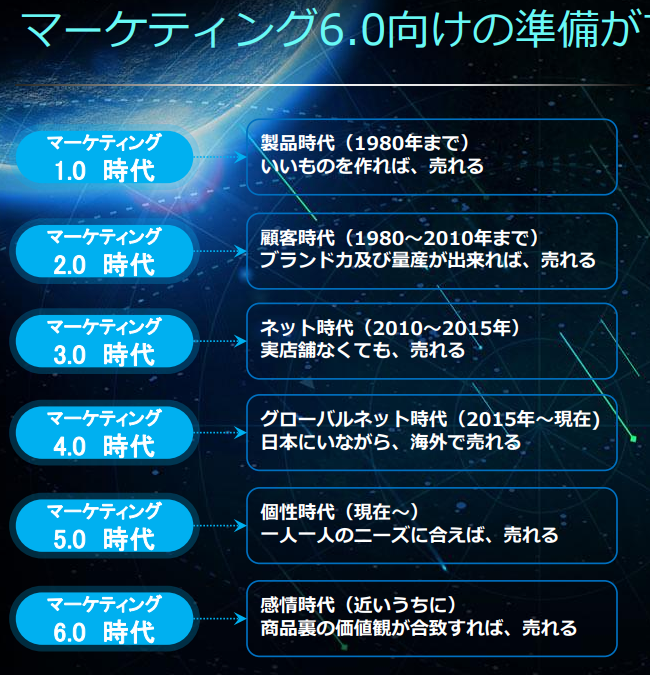 マーケティング6.0向けの準備が
マーケティング
1.0 時代
製品時代（1980年まで）
いいものを作れば、売れる
マーケティング
2.0 時代
顧客時代（1980～2010年まで）
ブランド力及び量産が出来れば、売れる
マーケティング
3.0 時代
ネット時代（2010～2015年）
実店舗なくても、売れる
マーケティング
4.0 時代
グローバルネット時代（2015年～現在)
日本にいながら、海外で売れる
マーケティング
5.0 時代
個性時代（現在～）
一人一人のニーズに合えば、売れる
マーケティング
6.0 時代
感情時代（近いうちに）
商品裏の価値観が合致すれば、売れる